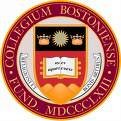 COLLEGIUM BOSTONIENSE
FUND. MDCCCLXIII